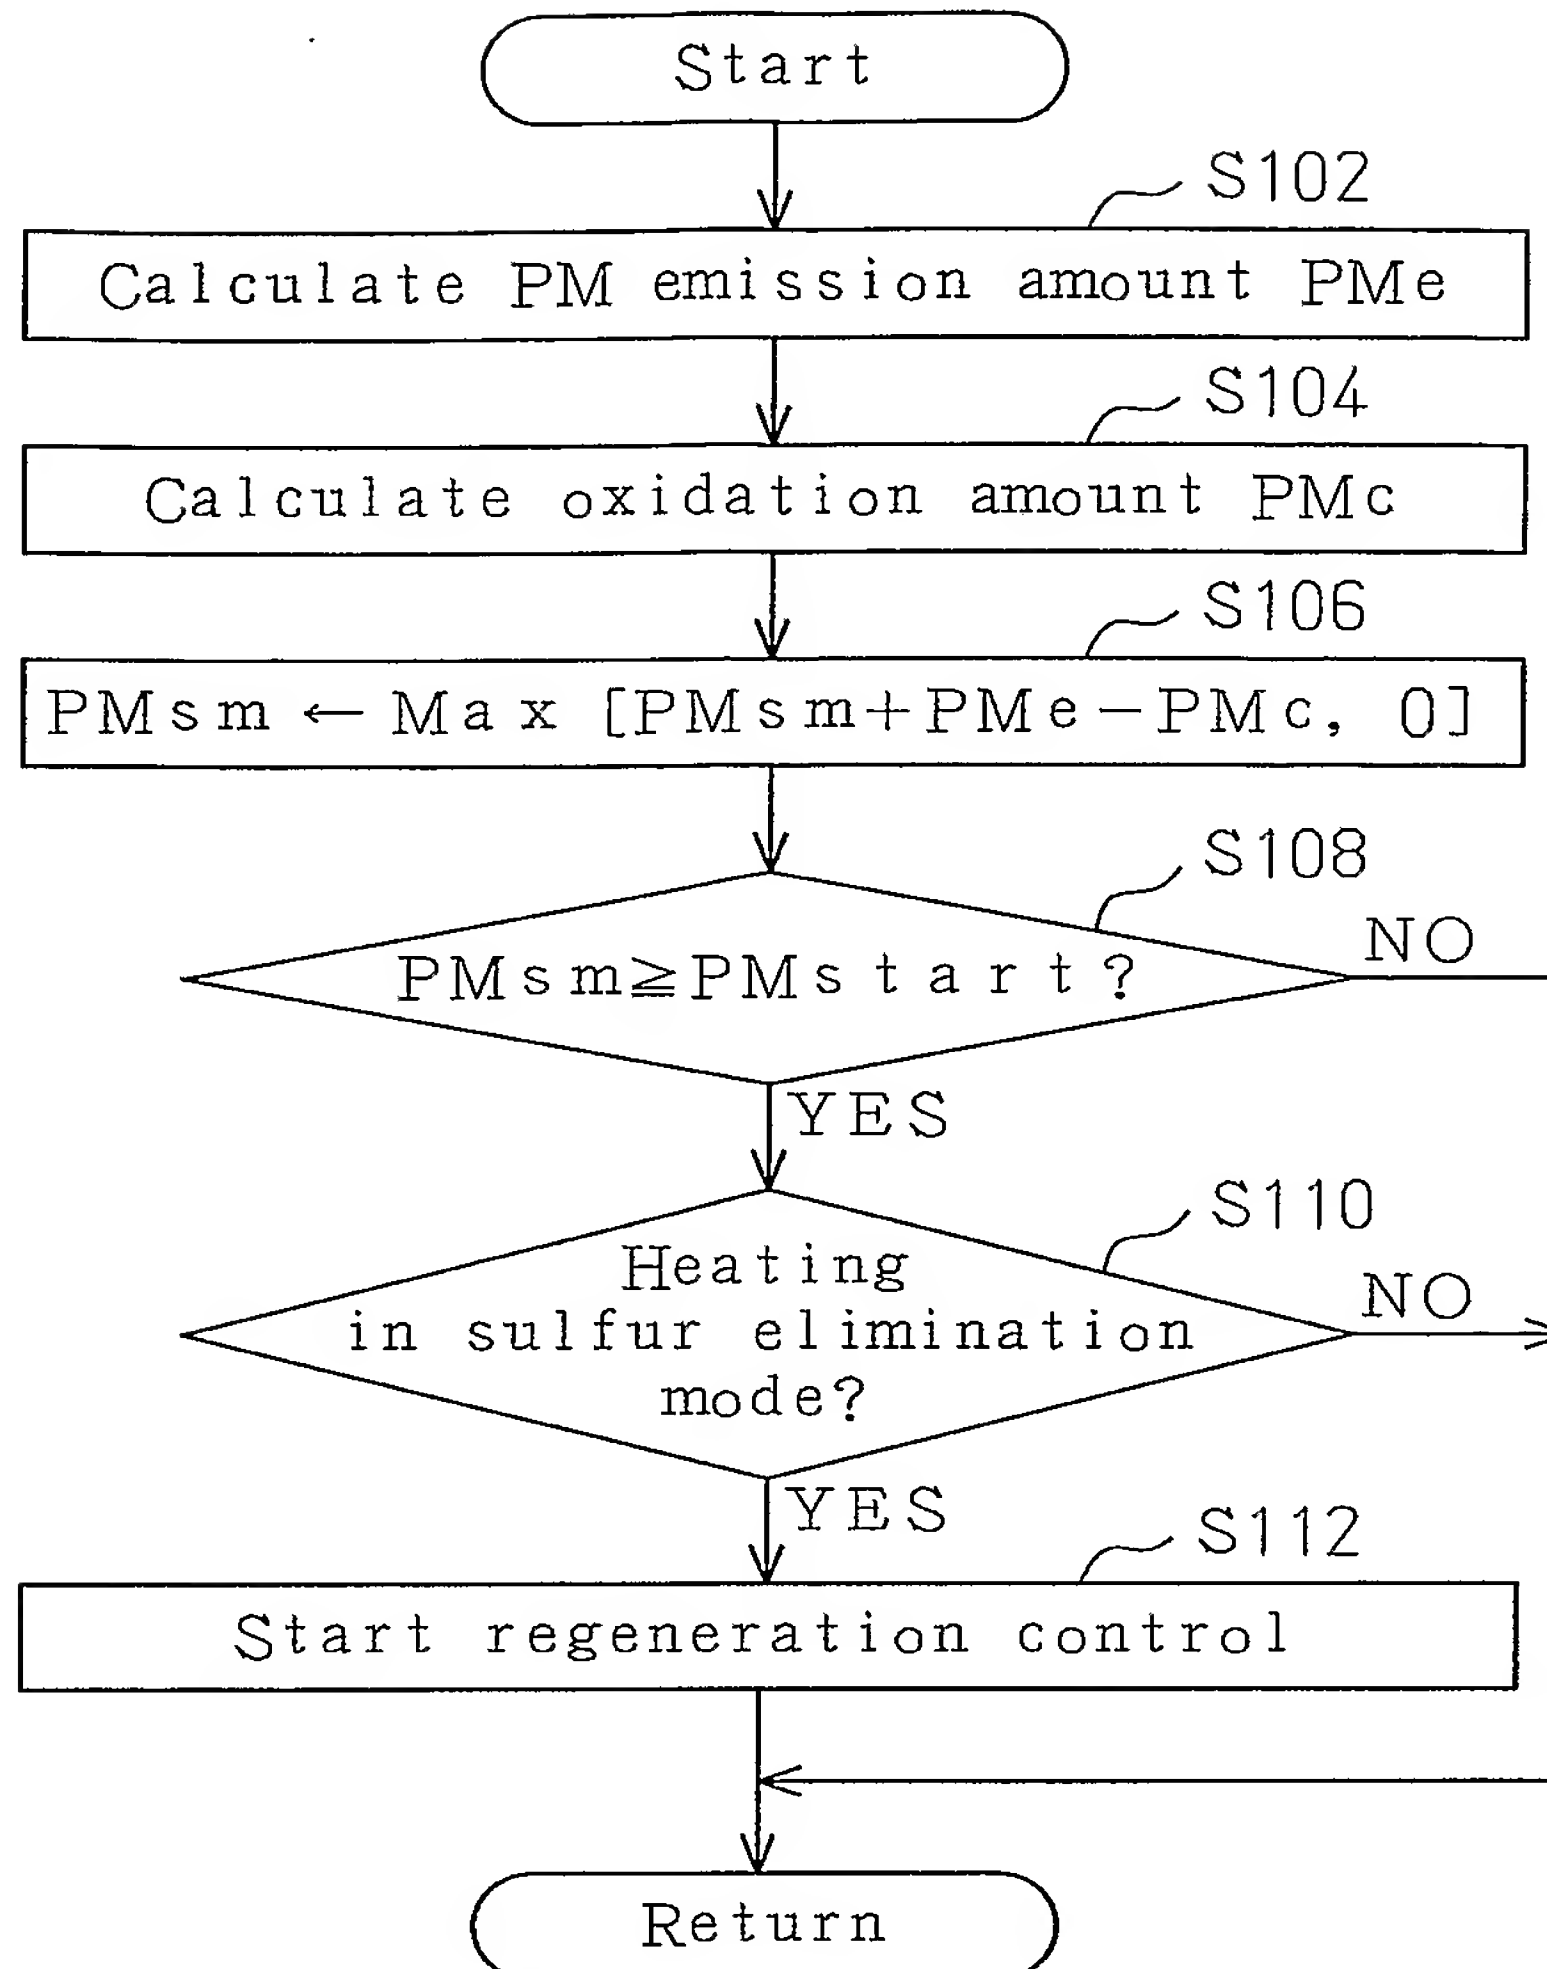 Start
S102
Calculate PM emission amount PMe
S104
Calculate oxidation amount PMc
S106
PMsm ← Max [PMsm+PMe−PMc, 0]
S108
PMsm≧PMstart?
NO
YES
S110
Heating
in sulfur elimination
mode?
NO
YES
S112
Start regeneration control
Return